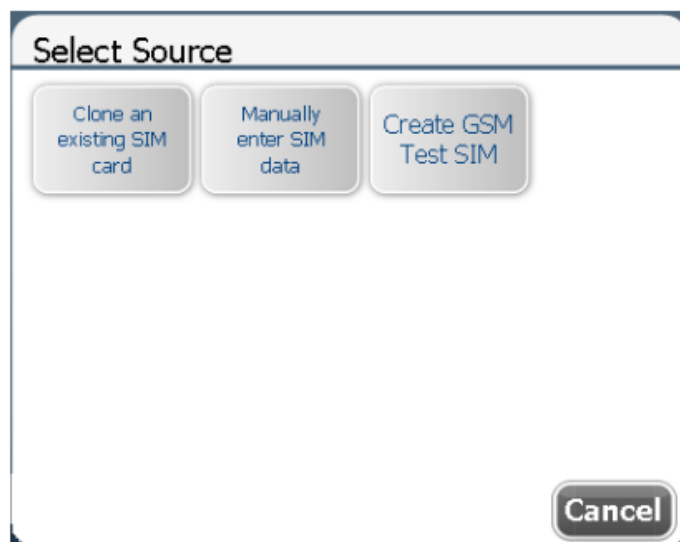 Select Source
Clone an
existing SIM
card
Manually
enter SIM
data
Create GSM
Test SIM
Cancel